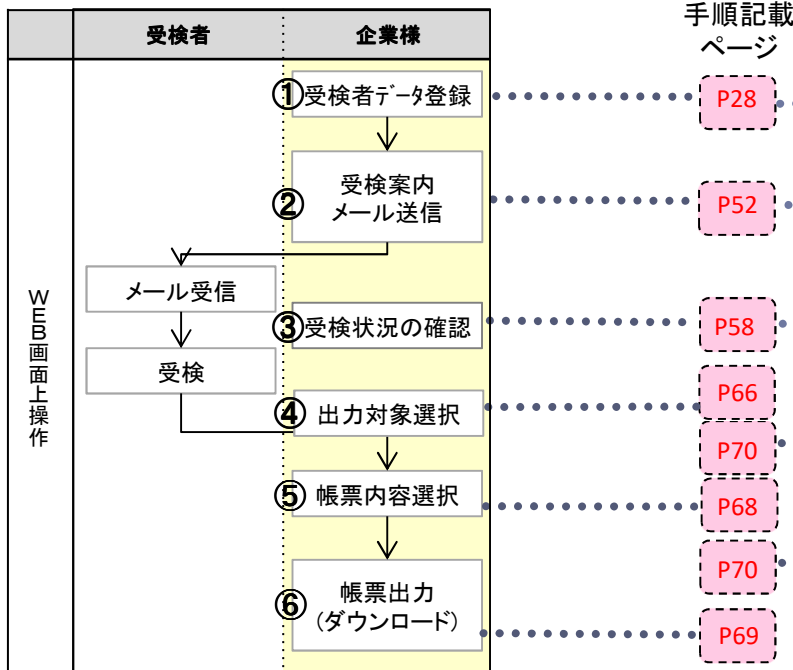 手順記載
ページ
受検者
企業様
①受検者データ登録
P28
②
受検案内
メール送信
P52
メール受信
③受検状況の確認
P58
受検
P66
④出力対象選択
P70
⑤帳票内容選択
P68
P70
⑥
帳票出力
(ダウンロード)
P69
WEB画面上操作